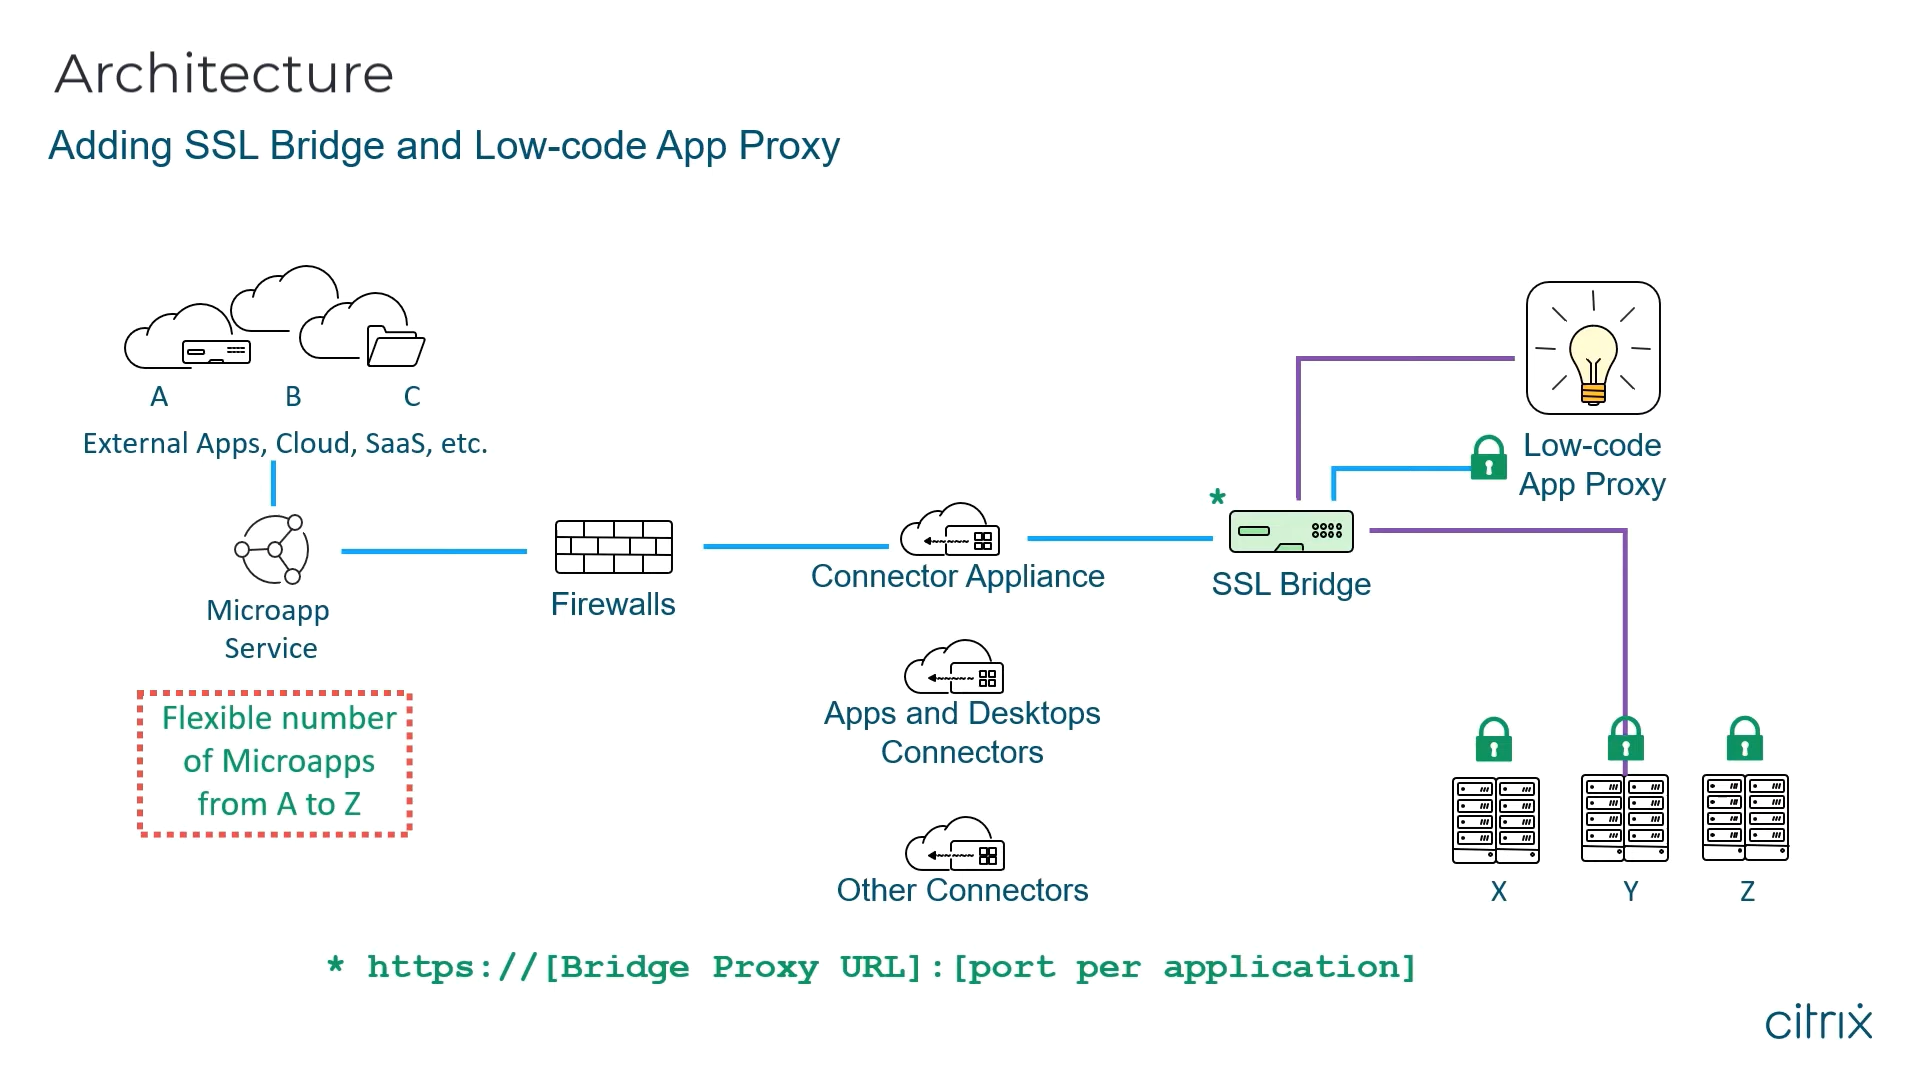 Architecture
Adding SSL Bridge and Low-code App Proxy
A B C
External Apps, Cloud, SaaS, etc.
Low-code
App Proxy
*
Microapp
Service
Firewalls
Connector Appliance
SSL Bridge
Flexible number
of Microapps
from A to Z
Apps and Desktops
Connectors
Other Connectors
X Y Z
* https://[Bridge Proxy URL]:[port per application]
citrix